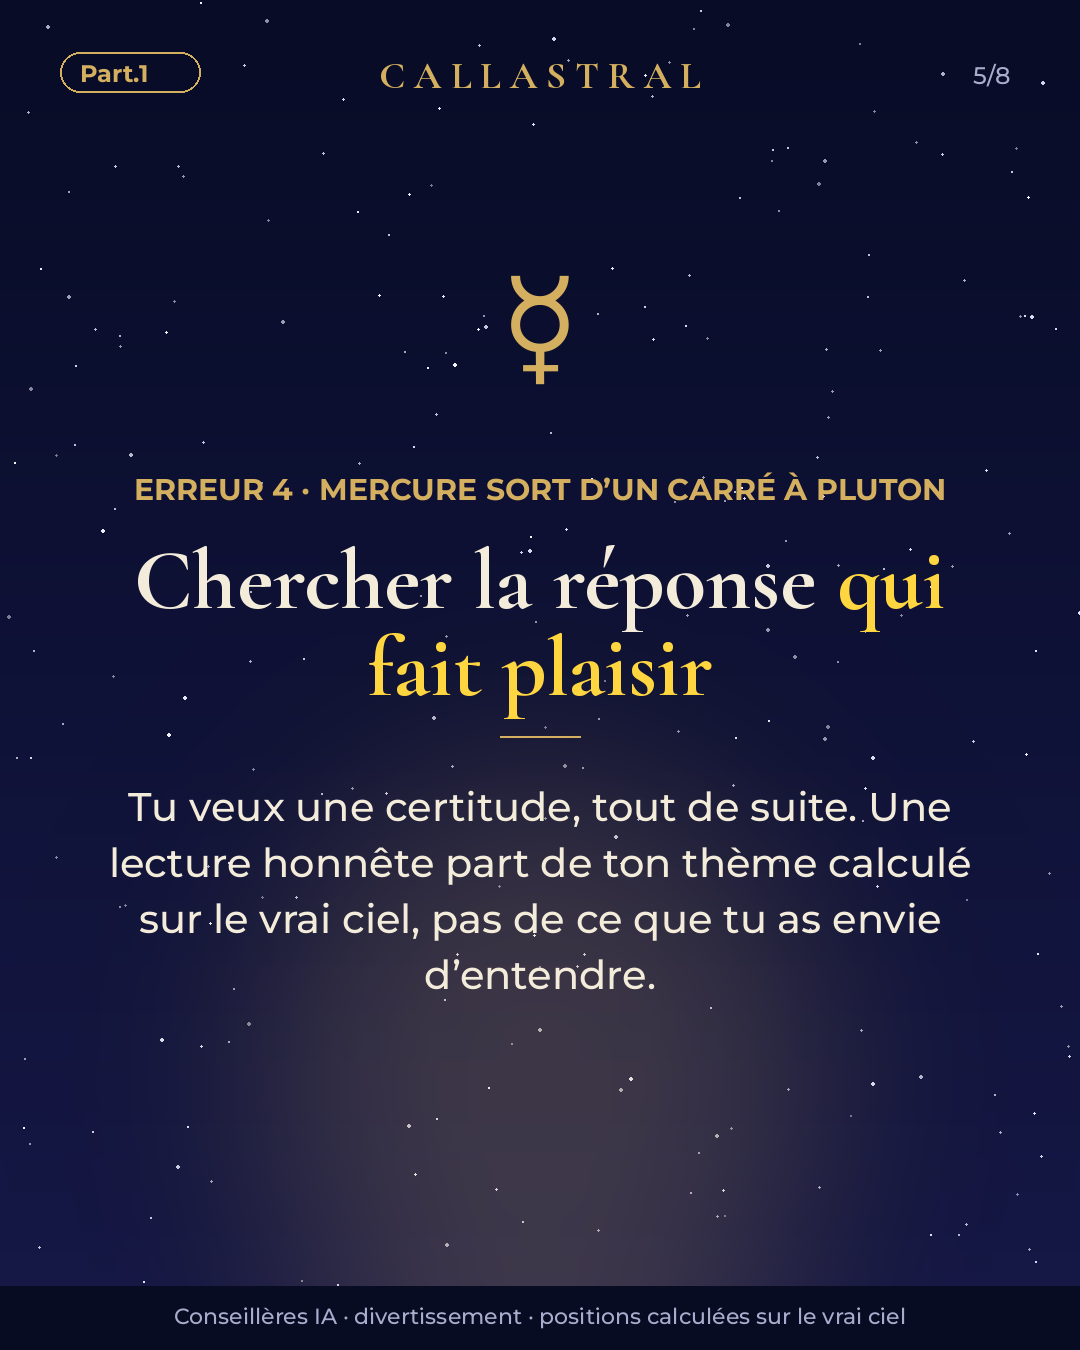 Part.1
CALLASTRAL
5/8
ERREUR 4 · MERCURE SORT D’UN CARRÉ À PLUTON
Chercher la réponse qui
fait plaisir
Tu veux une certitude, tout de suite. Une
lecture honnête part de ton thème calculé
sur le vrai ciel, pas de ce que tu as envie
d’entendre.
Conseillères IA · divertissement · positions calculées sur le vrai ciel